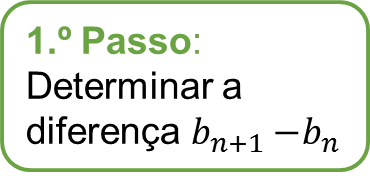 1.º Passo:
Determinar a
diferença $b_{n+1} - b_n$